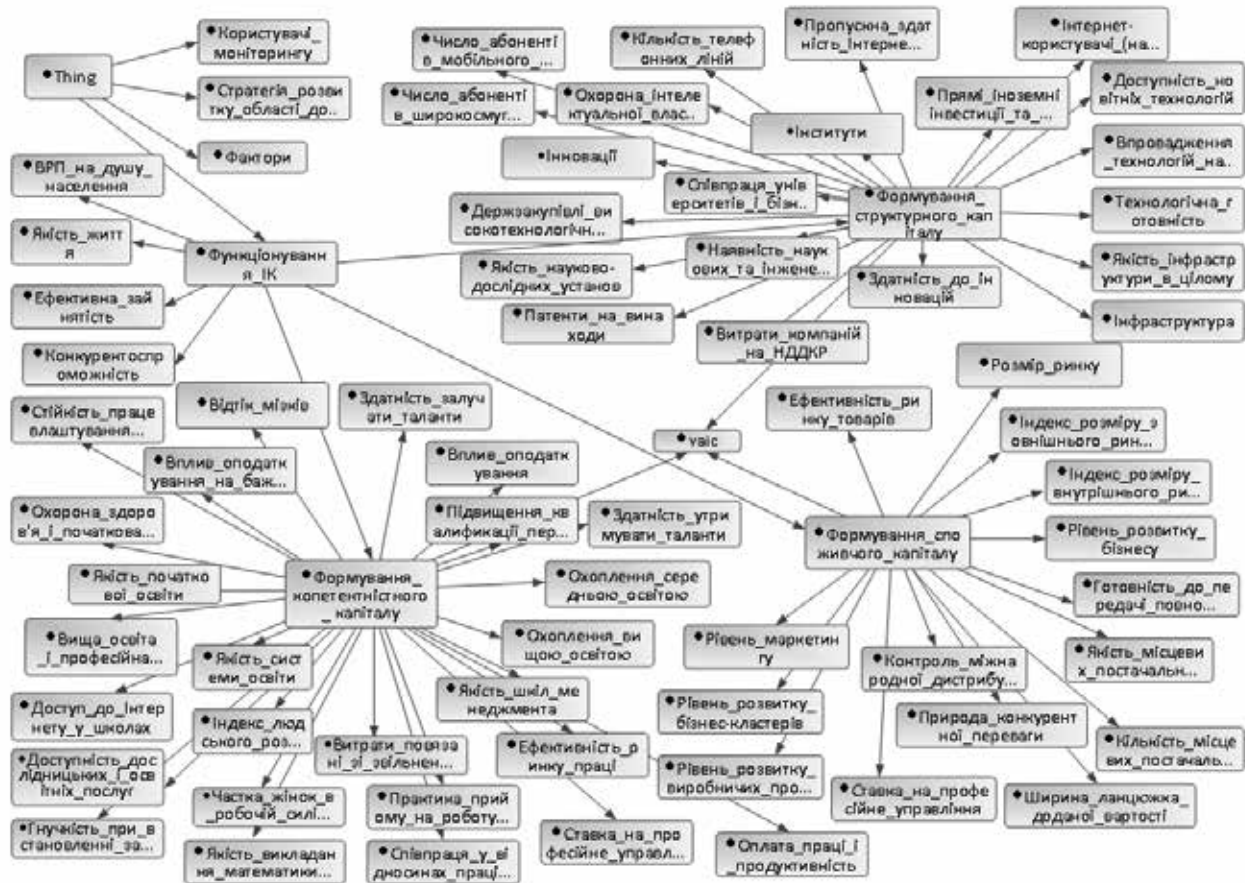 Thing
Користувачі_
моніторингу
Стратегія_розви
тку_області_до...
Фактори
ВРП_на_душу_
населення
Якість_житт
я
Ефективна_зай
нятість
Конкурентоспр
оможність
Функціонуванн
я_ІК
Число_абоненті
в_мобільного_...
Кількість_телеф
онних_ліній
Пропускна_здат
ність_інтерне...
Інтернет-
користувачі_(на...
Число_абоненті
в_широкосмуг...
Охорона_інтеле
ктуальної_влас...
Інститути
Прямі_іноземні
інвестиції_та_...
Доступність_но
вітніх_технологій
Інновації
Впровадження
_технологій_на...
Співпраця_унів
ерситетів_і_бізн...
Формування_
структурного_кап
італу
Держзакупівлі_ви
сокотехнологічн...
Технологічна_г
отовність
Якість_науково-
дослідних_установ
Наявність_наук
ових_та_інжене...
Здатність_до_ін
новацій
Якість_інфрастр
уктури_в_цілому
Патенти_на_вина
ходи
Витрати_компаній
_на_НДДКР
Інфраструктура
Стійкість_праце
влаштування...
Відтік_мізків
Здатність_залуч
ати_таланти
vaic
Ефективність_ри
нку_товарів
Розмір_ринку
Вплив_оподатк
ування_на_баж...
Вплив_оподатк
ування
Індекс_розміру_з
овнішнього_рин...
Індекс_розміру_
внутрішнього_ри...
Охорона_здоро
в'я_і_початкова...
Підвищення_кв
аліфикації_пер...
Здатність_утри
мувати_таланти
Формування_спо
живчого_капіталу
Рівень_розвитку_
бізнесу
Якість_початко
вої_освіти
Формування_
копетентністного
_капіталу
Охоплення_сере
дньою_освітою
Готовність_до_пе
редачі_повно...
Вища_освіта
_і_професійна...
Якість_сист
еми_освіти
Охоплення_ви
щою_освітою
Рівень_маркетин
гу
Контроль_міжна
родної_дистрибу...
Якість_місцеви
х_постачальн...
Доступ_до_Інтер
нету_у_школах
Індекс_люд
ського_роз...
Якість_шкіл_ме
неджмента
Рівень_розвитку_
бізнес-кластерів
Природа_конкурент
ної_переваги
Кількість_місце
вих_постачаль...
Доступність_дос
лідницьких_і_осв
ітніх_послуг
Витрати_повяза
ні_зі_звільнен...
Ефективність_р
инку_праці
Рівень_розвитку_
виробничих_про...
Частка_жінок_в
_робочій_силі...
Практика_прий
ому_на_роботу...
Ставка_на_профе
сійне_управління
Ширина_ланцюжка_
доданої_вартості
Гнучкість_при_в
становленні_за...
Якість_викладан
ня_математики...
Співпраця_у_ві
дносинах_праці...
Ставка_на_про
фесійне_управл...
Оплата_праці_і
_продуктивність